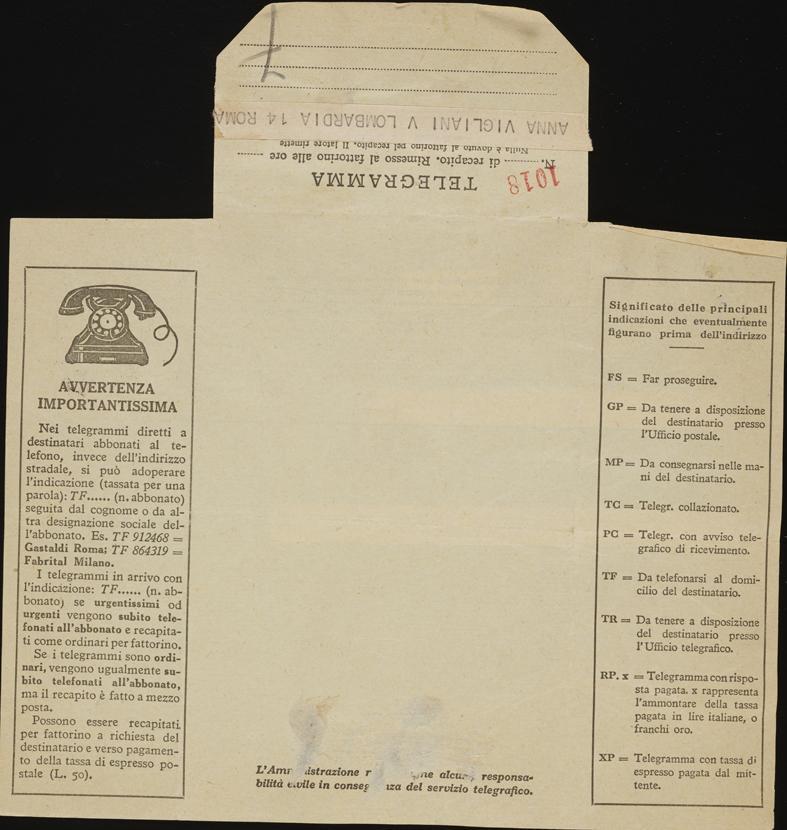 ANNA VIGLIANI V LOMBARDIA 14 ROMA
Nulla è dovuto al fattorino pel recapito. Il latore rimette
N. di recapito. Rimesso al fattorino alle ore
TELEGRAMMA
1018
AVVERTENZA
IMPORTANTISSIMA
Nei telegrammi diretti a
destinatari abbonati al te-
lefono, invece dell'indirizzo
stradale, si può adoperare
l'indicazione (tassata per una
parola): TF...... (n. abbonato)
seguita dal cognome o da al-
tra designazione sociale del-
l'abbonato. Es. TF 912468 =
Gastaldi Roma; TF 864319 =
Fabrital Milano.
I telegrammi in arrivo con
l'indicazione: TF...... (n. ab-
bonato) se urgentissimi od
urgenti vengono subito tele-
fonati all'abbonato e recapita-
ti come ordinari per fattorino.
Se i telegrammi sono ordi-
nari, vengono ugualmente su-
bito telefonati all'abbonato,
ma il recapito è fatto a mezzo
posta.
Possono essere recapitati
per fattorino a richiesta del
destinatario e verso pagamen-
to della tassa di espresso po-
stale (L. 50).
L'Amm istrazione ne responsa-
bilità civile in conseg za del servizio telegrafico.
Significato delle principali
indicazioni che eventualmente
figurano prima dell'indirizzo
FS = Far proseguire.
GP = Da tenere a disposizione
del destinatario presso
l'Ufficio postale.
MP = Da consegnarsi nelle ma-
ni del destinatario.
TC = Telegr. collazionato.
PC = Telegr. con avviso tele-
grafico di ricevimento.
TF = Da telefonarsi al domi-
cilio del destinatario.
TR = Da tenere a disposizione
del destinatario presso
l'Ufficio telegrafico.
RP. x = Telegramma con rispo-
sta pagata. x rappresenta
l'ammontare della tassa
pagata in lire italiane, o
franchi oro.
XP = Telegramma con tassa di
espresso pagata dal mit-
tente.